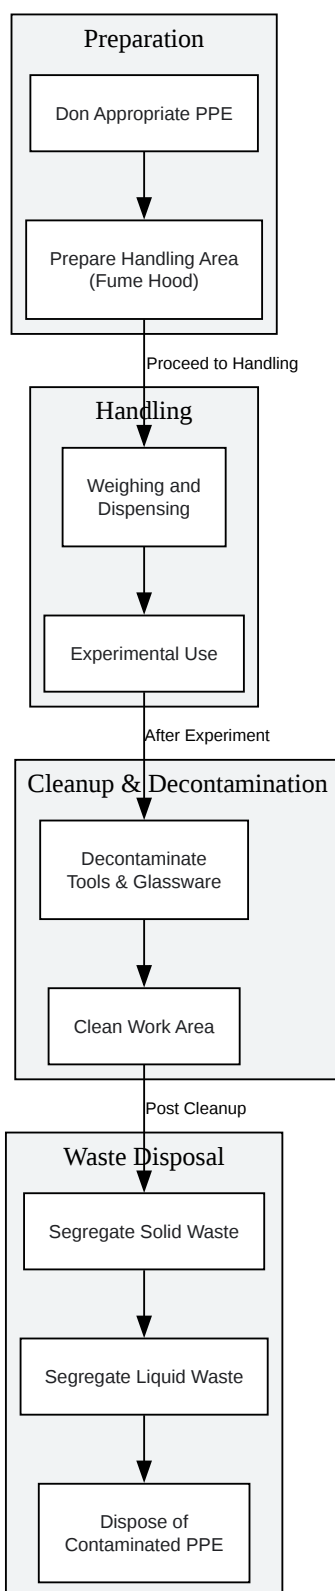 Preparation
Don Appropriate PPE
Prepare Handling Area
(Fume Hood)
Proceed to Handling
Handling
Weighing and
Dispensing
Experimental Use
After Experiment
Cleanup & Decontamination
Decontaminate
Tools & Glassware
Clean Work Area
Post Cleanup
Waste Disposal
Segregate Solid Waste
Segregate Liquid Waste
Dispose of
Contaminated PPE